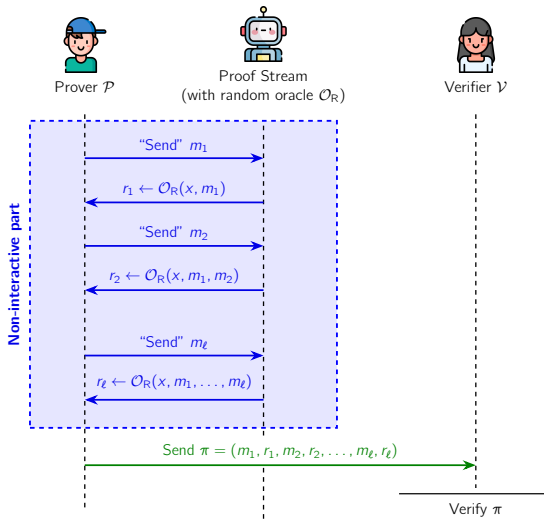 Prover 𝒫
Proof Stream
(with random oracle 𝒪_R)
Verifier 𝒱
Non-interactive part
“Send” m₁
r₁ ← 𝒪_R(x, m₁)
“Send” m₂
r₂ ← 𝒪_R(x, m₁, m₂)
“Send” m_ℓ
r_ℓ ← 𝒪_R(x, m₁, . . . , m_ℓ)
Send π = (m₁, r₁, m₂, r₂, . . . , m_ℓ, r_ℓ)
Verify π